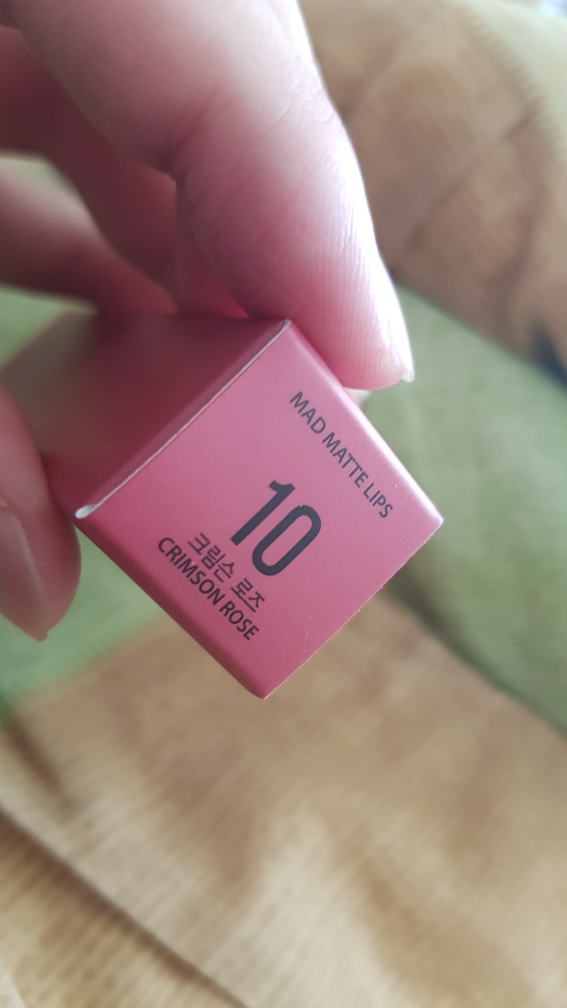 MAD MATTE LIPS
10
크림슨 로즈
CRIMSON ROSE